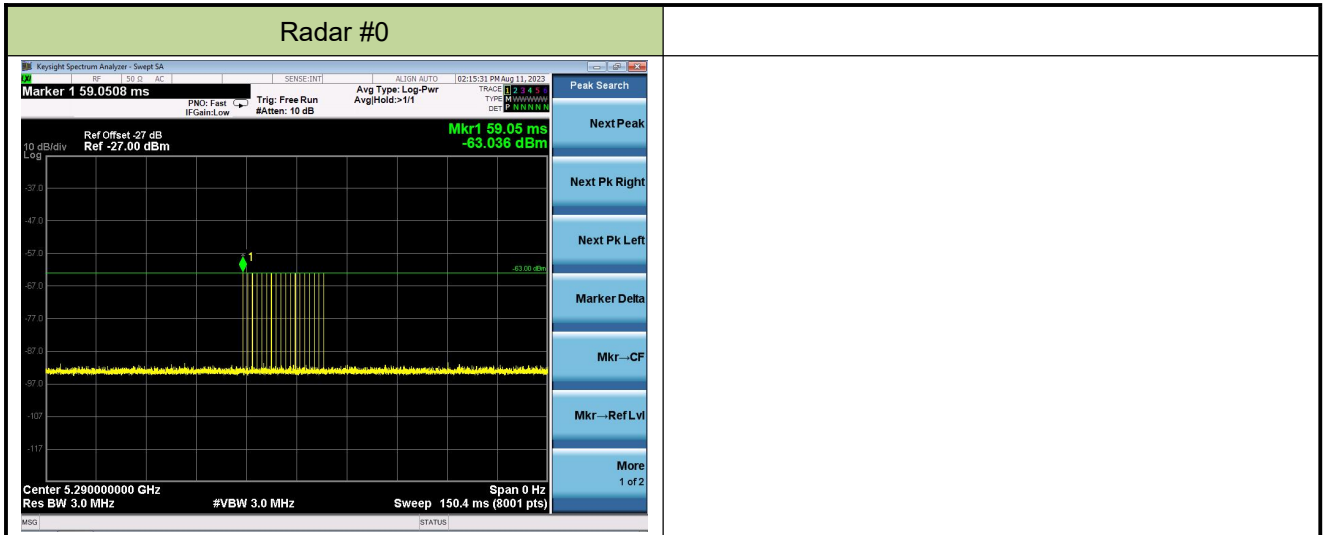 Radar #0
Keysight Spectrum Analyzer - Swept SA
RF 50 Ω AC SENSE:INT ALIGN AUTO 02:15:31 PM Aug 11, 2023
Marker 1 59.0508 ms
PNO: Fast Trig: Free Run
IFGain:Low #Atten: 10 dB
Avg Type: Log-Pwr
Avg|Hold:>1/1
TRACE 1 2 3 4 5 6
TYPE M WWWWW
DET P N N N N N
Peak Search
Ref Offset -27 dB
10 dB/div Ref -27.00 dBm
Log
Mkr1 59.05 ms
-63.036 dBm
Next Peak
-37.0
Next Pk Right
-47.0
Next Pk Left
-57.0
1
-63.00 dBm
-67.0
Marker Delta
-77.0
-87.0
Mkr→CF
-97.0
-107
Mkr→Ref Lvl
-117
More
1 of 2
Center 5.290000000 GHz Span 0 Hz
Res BW 3.0 MHz #VBW 3.0 MHz Sweep 150.4 ms (8001 pts)
MSG STATUS